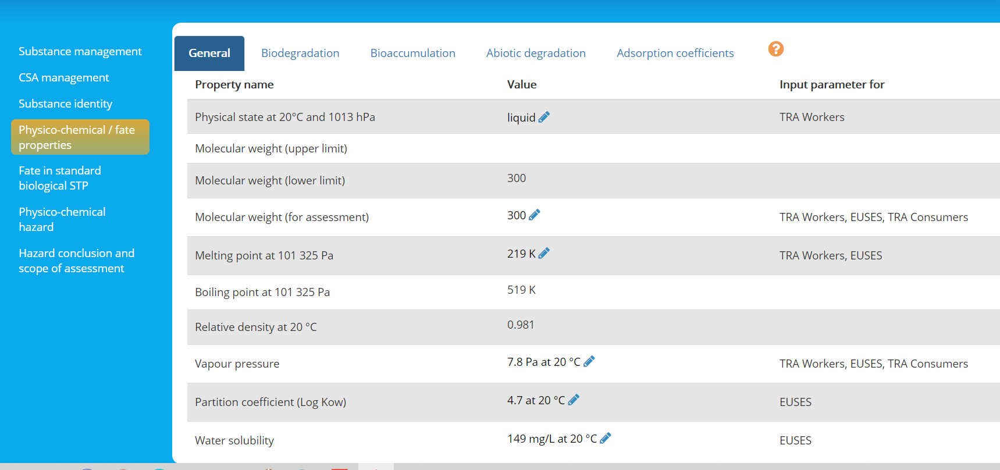 Substance management
CSA management
Substance identity
Physico-chemical / fate
properties
Fate in standard
biological STP
Physico-chemical
hazard
Hazard conclusion and
scope of assessment
General Biodegradation Bioaccumulation Abiotic degradation Adsorption coefficients ?
Property name Value Input parameter for
Physical state at 20°C and 1013 hPa liquid TRA Workers
Molecular weight (upper limit)
Molecular weight (lower limit) 300
Molecular weight (for assessment) 300 TRA Workers, EUSES, TRA Consumers
Melting point at 101 325 Pa 219 K TRA Workers, EUSES
Boiling point at 101 325 Pa 519 K
Relative density at 20 °C 0.981
Vapour pressure 7.8 Pa at 20 °C TRA Workers, EUSES, TRA Consumers
Partition coefficient (Log Kow) 4.7 at 20 °C EUSES
Water solubility 149 mg/L at 20 °C EUSES